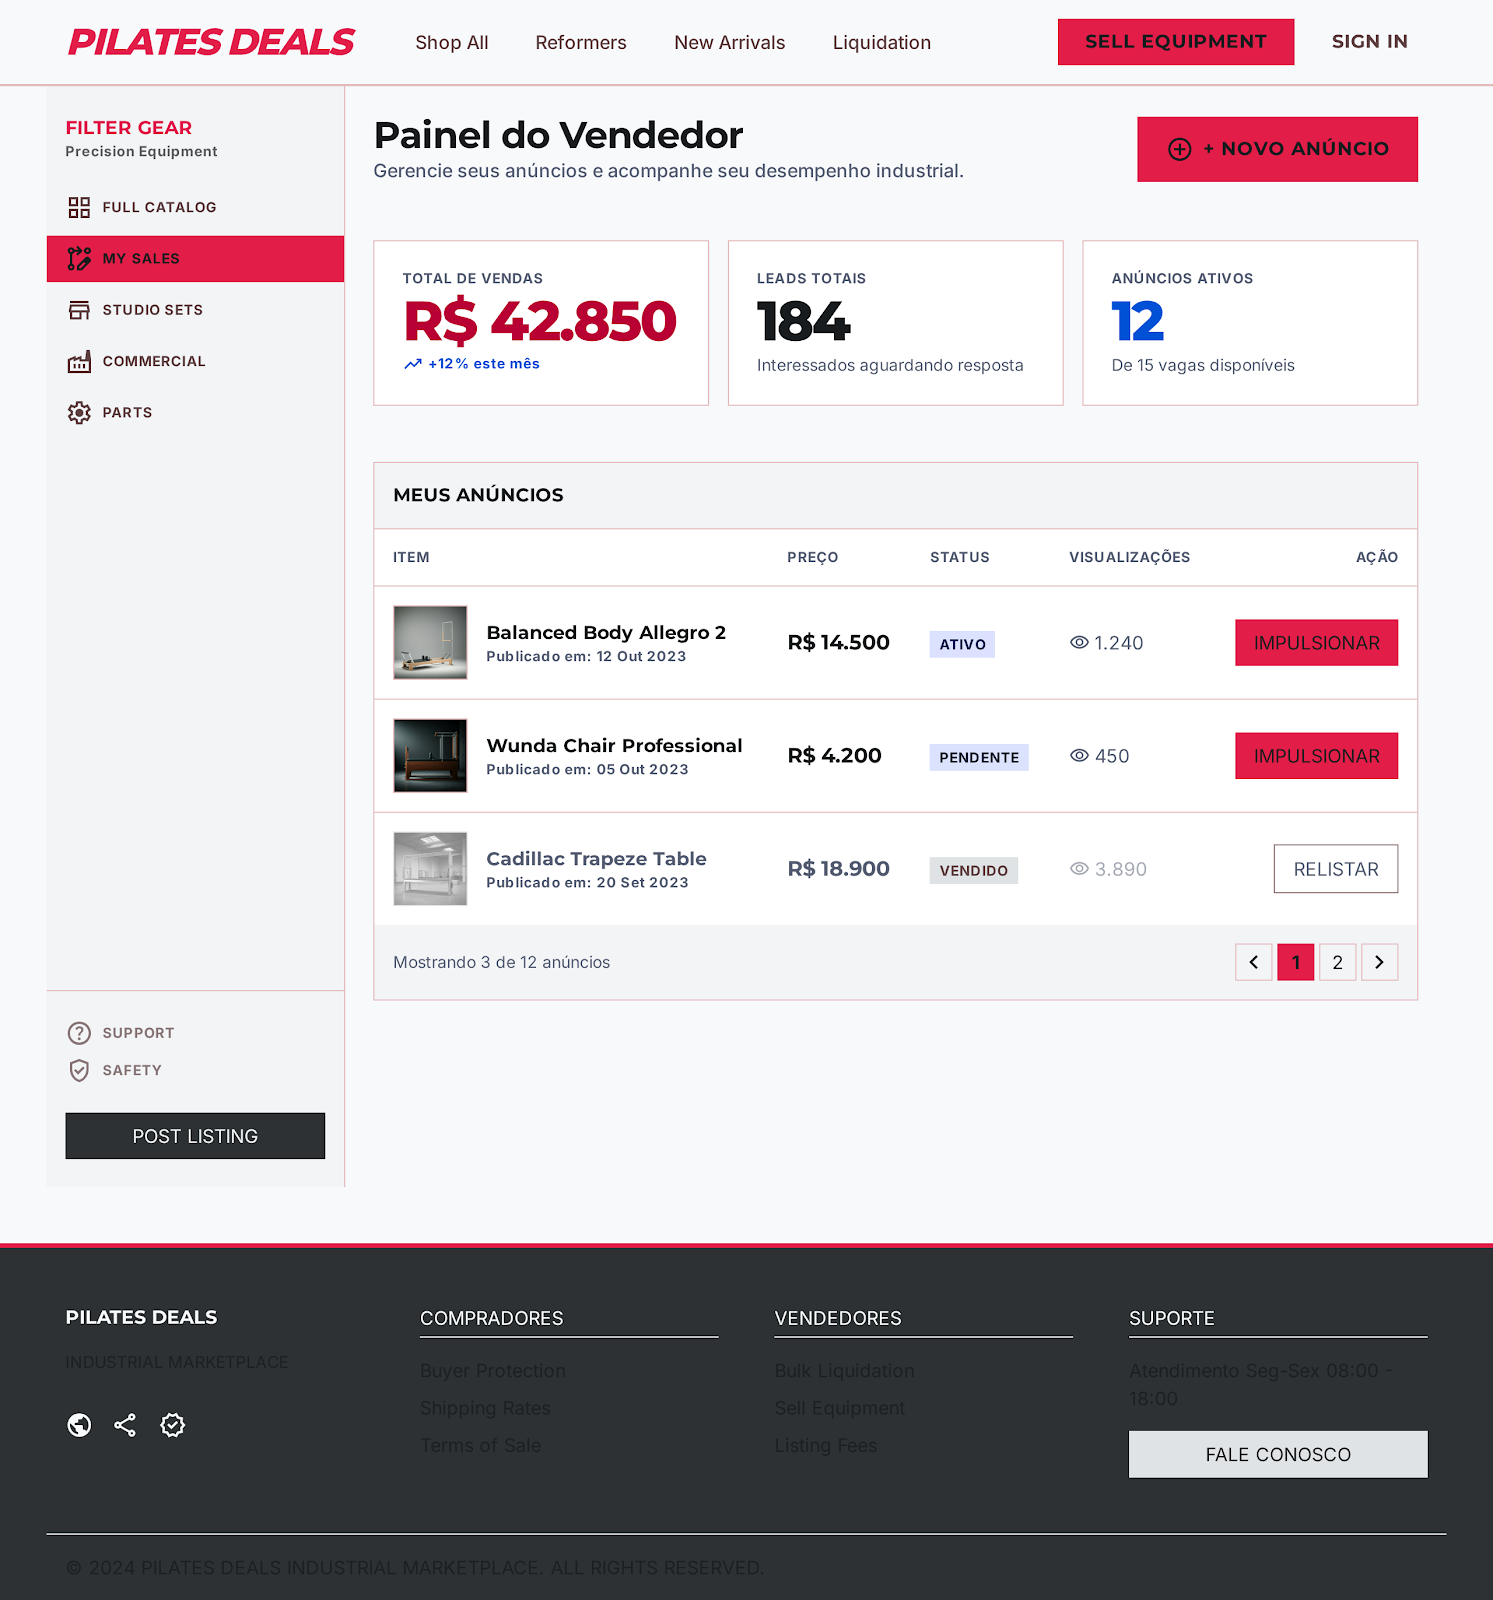 PILATES DEALS
Shop All
Reformers
New Arrivals
Liquidation
SELL EQUIPMENT
SIGN IN
FILTER GEAR
Precision Equipment
FULL CATALOG
MY SALES
STUDIO SETS
COMMERCIAL
PARTS
SUPPORT
SAFETY
POST LISTING
Painel do Vendedor
Gerencie seus anúncios e acompanhe seu desempenho industrial.
+ NOVO ANÚNCIO
TOTAL DE VENDAS
R$ 42.850
+12% este mês
LEADS TOTAIS
184
Interessados aguardando resposta
ANÚNCIOS ATIVOS
12
De 15 vagas disponíveis
MEUS ANÚNCIOS
ITEM PREÇO STATUS VISUALIZAÇÕES AÇÃO
Balanced Body Allegro 2
Publicado em: 12 Out 2023
R$ 14.500
ATIVO
1.240
IMPULSIONAR
Wunda Chair Professional
Publicado em: 05 Out 2023
R$ 4.200
PENDENTE
450
IMPULSIONAR
Cadillac Trapeze Table
Publicado em: 20 Set 2023
R$ 18.900
VENDIDO
3.890
RELISTAR
Mostrando 3 de 12 anúncios
1 2
PILATES DEALS
INDUSTRIAL MARKETPLACE
COMPRADORES
Buyer Protection
Shipping Rates
Terms of Sale
VENDEDORES
Bulk Liquidation
Sell Equipment
Listing Fees
SUPORTE
Atendimento Seg-Sex 08:00 -
18:00
FALE CONOSCO
© 2024 PILATES DEALS INDUSTRIAL MARKETPLACE. ALL RIGHTS RESERVED.